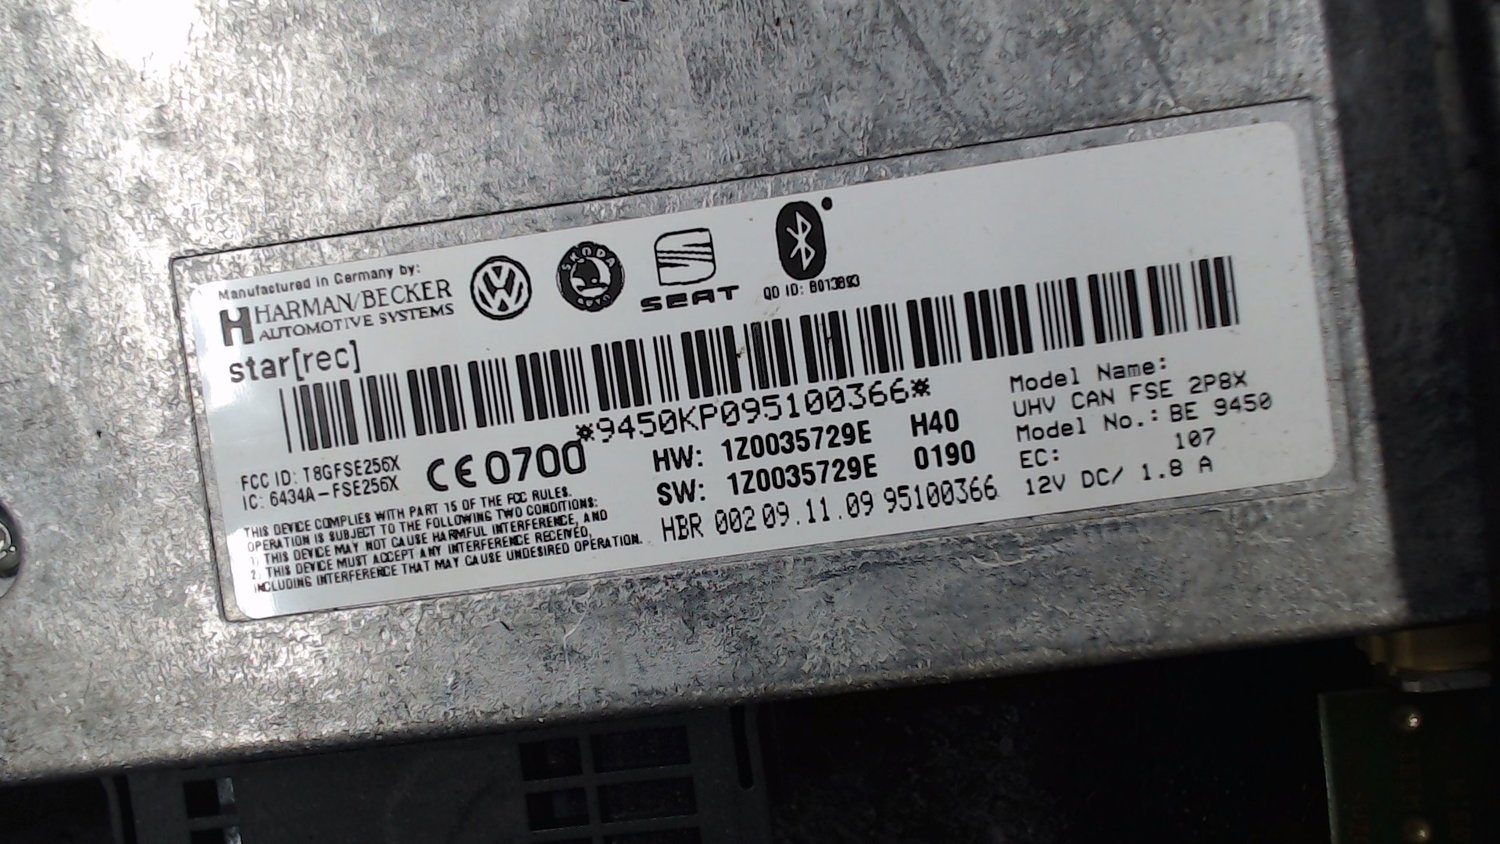 Manufactured in Germany by:
HARMAN/BECKER
AUTOMOTIVE SYSTEMS
star[rec]
SKODA
AUTO
SEAT
QD ID: B013893
*9450KP095100366*
FCC ID: T8GFSE256X
IC: 6434A-FSE256X
CE0700
THIS DEVICE COMPLIES WITH PART 15 OF THE FCC RULES.
OPERATION IS SUBJECT TO THE FOLLOWING TWO CONDITIONS:
1. THIS DEVICE MAY NOT CAUSE HARMFUL INTERFERENCE, AND
2. THIS DEVICE MUST ACCEPT ANY INTERFERENCE RECEIVED,
INCLUDING INTERFERENCE THAT MAY CAUSE UNDESIRED OPERATION.
HW: 1Z0035729E H40
SW: 1Z0035729E 0190
HBR 002 09.11.09 95100366
Model Name:
UHV CAN FSE 2P8X
Model No.: BE 9450
EC: 107
12V DC/ 1.8 A